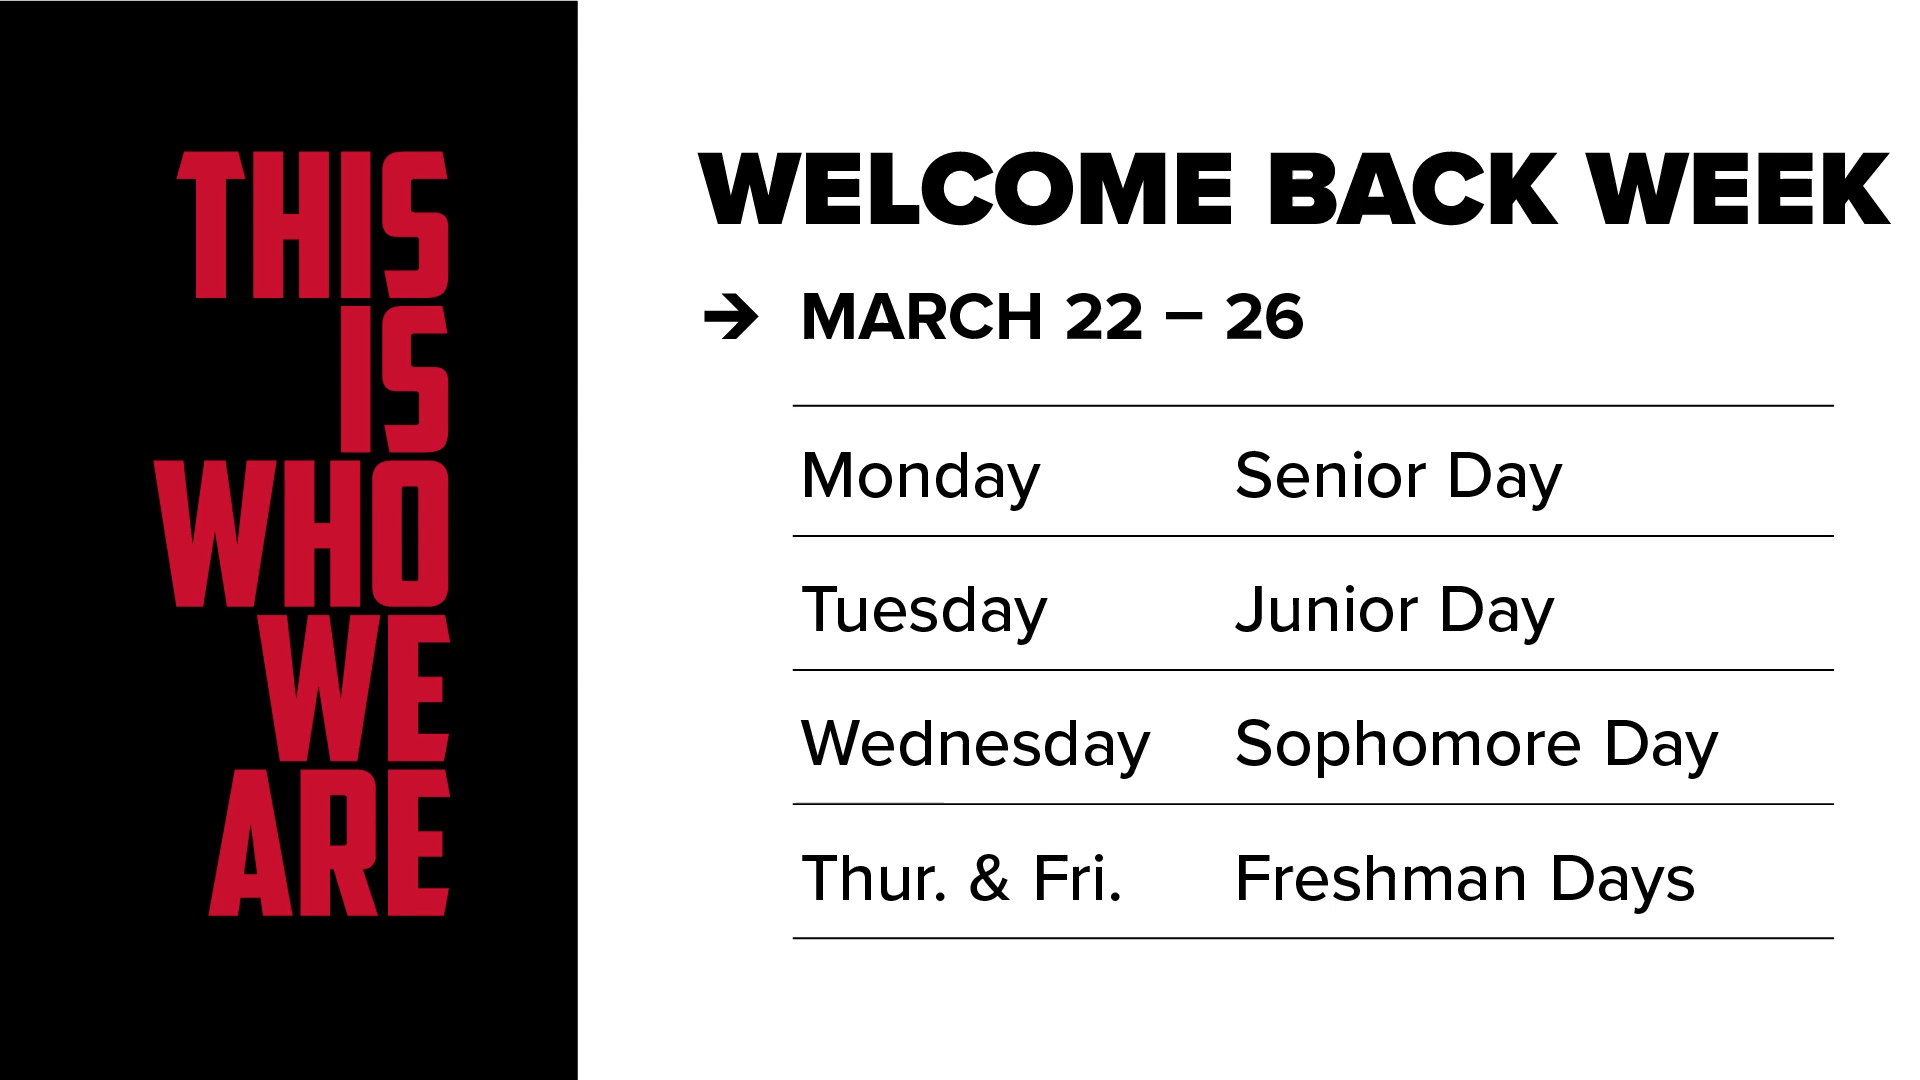 THIS
IS
WHO
WE
ARE
WELCOME BACK WEEK
→ MARCH 22 – 26
Monday Senior Day
Tuesday Junior Day
Wednesday Sophomore Day
Thur. & Fri. Freshman Days